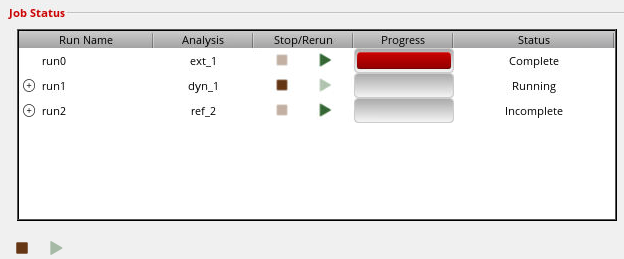 Job Status
Run Name Analysis Stop/Rerun Progress Status
run0 ext_1 Complete
run1 dyn_1 Running
run2 ref_2 Incomplete